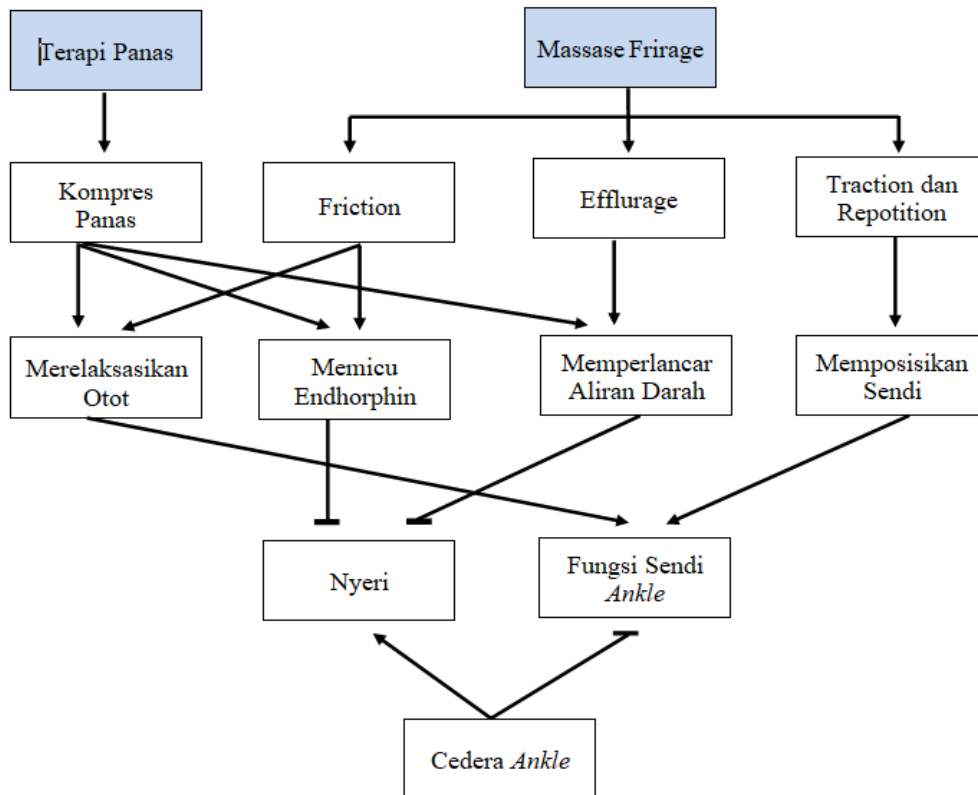 Terapi Panas
Massase Frirage
Kompres
Panas
Friction
Efflurage
Traction dan
Repotition
Merelaksasikan
Otot
Memicu
Endhorphin
Memperlancar
Aliran Darah
Memposisikan
Sendi
Nyeri
Fungsi Sendi
Ankle
Cedera Ankle